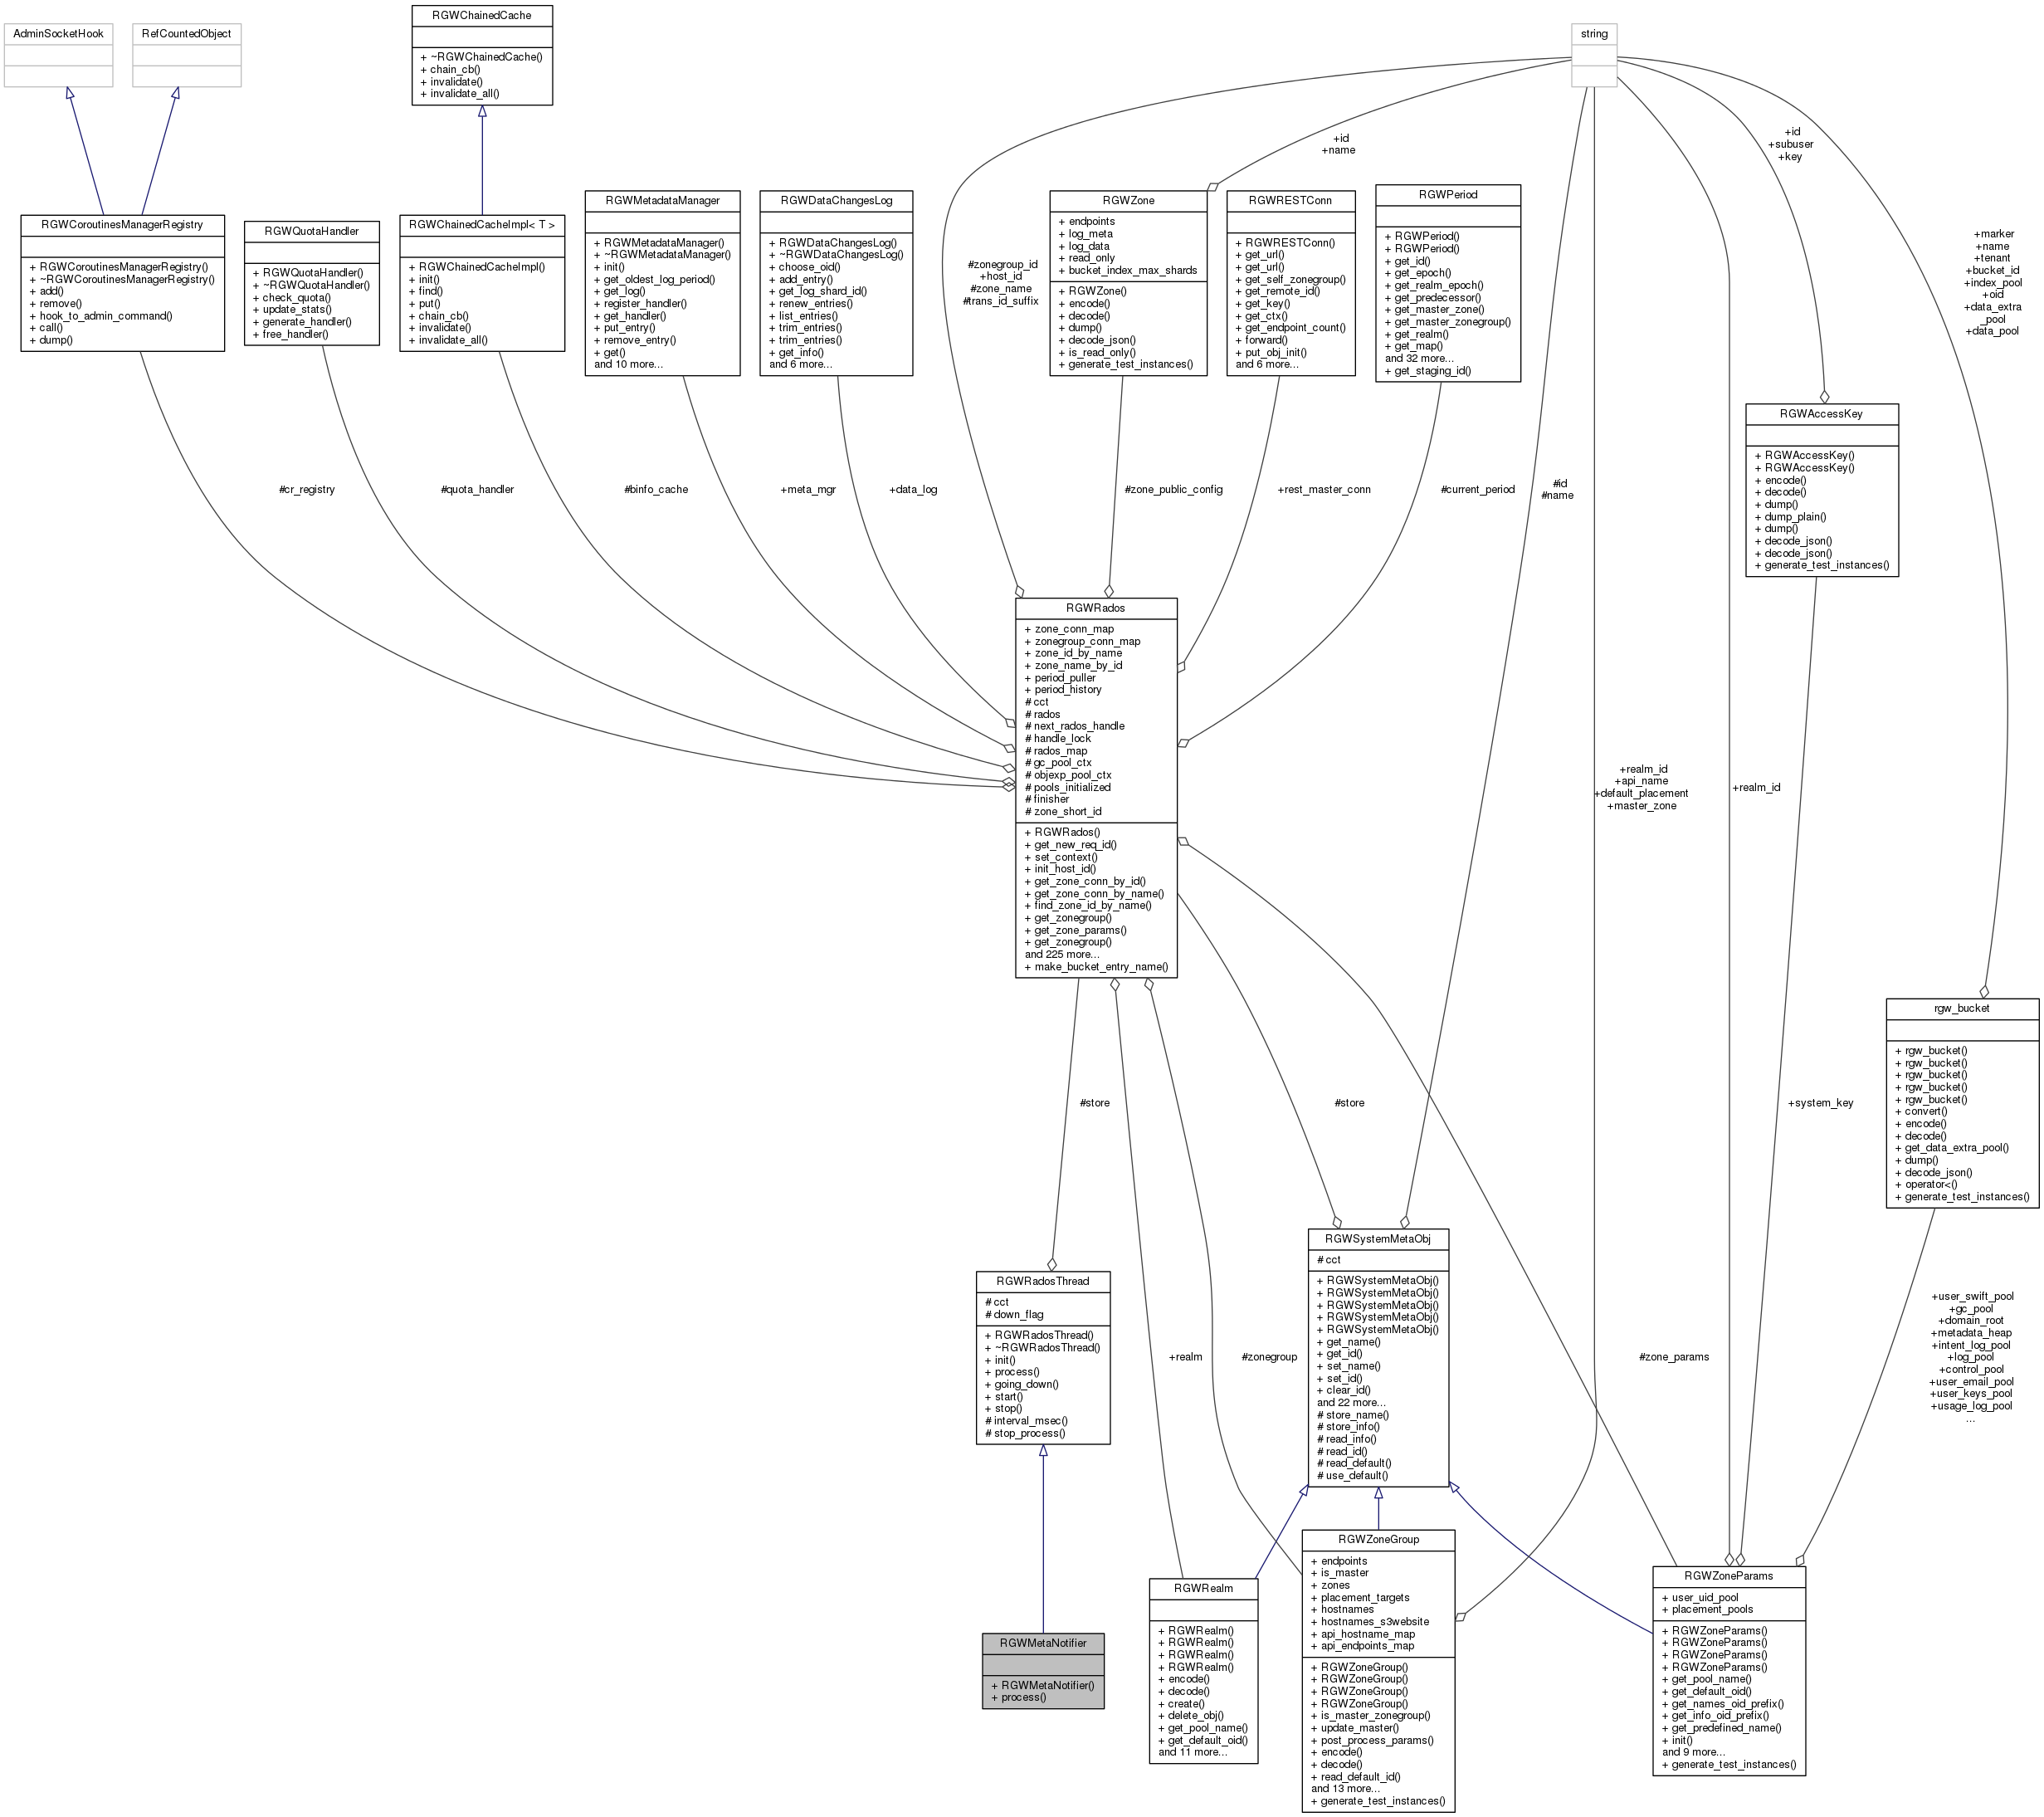 RGWChainedCache
+ ~RGWChainedCache()
+ chain_cb()
+ invalidate()
+ invalidate_all()
AdminSocketHook
RefCountedObject
string
+id
+name
+id
+subuser
+key
RGWCoroutinesManagerRegistry
+ RGWCoroutinesManagerRegistry()
+ ~RGWCoroutinesManagerRegistry()
+ add()
+ remove()
+ hook_to_admin_command()
+ call()
+ dump()
RGWQuotaHandler
+ RGWQuotaHandler()
+ ~RGWQuotaHandler()
+ check_quota()
+ update_stats()
+ generate_handler()
+ free_handler()
RGWChainedCacheImpl< T >
+ RGWChainedCacheImpl()
+ init()
+ find()
+ put()
+ chain_cb()
+ invalidate()
+ invalidate_all()
RGWMetadataManager
+ RGWMetadataManager()
+ ~RGWMetadataManager()
+ init()
+ get_oldest_log_period()
+ get_log()
+ register_handler()
+ get_handler()
+ put_entry()
+ remove_entry()
+ get()
and 10 more...
RGWDataChangesLog
+ RGWDataChangesLog()
+ ~RGWDataChangesLog()
+ choose_oid()
+ add_entry()
+ get_log_shard_id()
+ renew_entries()
+ list_entries()
+ trim_entries()
+ trim_entries()
+ get_info()
and 6 more...
#zonegroup_id
+host_id
#zone_name
#trans_id_suffix
RGWZone
+ endpoints
+ log_meta
+ log_data
+ read_only
+ bucket_index_max_shards
+ RGWZone()
+ encode()
+ decode()
+ dump()
+ decode_json()
+ is_read_only()
+ generate_test_instances()
RGWRESTConn
+ RGWRESTConn()
+ get_url()
+ get_url()
+ get_self_zonegroup()
+ get_remote_id()
+ get_key()
+ get_ctx()
+ get_endpoint_count()
+ forward()
+ put_obj_init()
and 6 more...
RGWPeriod
+ RGWPeriod()
+ RGWPeriod()
+ get_id()
+ get_epoch()
+ get_realm_epoch()
+ get_predecessor()
+ get_master_zone()
+ get_master_zonegroup()
+ get_realm()
+ get_map()
and 32 more...
+ get_staging_id()
+marker
+name
+tenant
+bucket_id
+index_pool
+oid
+data_extra
_pool
+data_pool
RGWAccessKey
+ RGWAccessKey()
+ RGWAccessKey()
+ encode()
+ decode()
+ dump()
+ dump_plain()
+ dump()
+ decode_json()
+ decode_json()
+ generate_test_instances()
#cr_registry
#quota_handler
#binfo_cache
+meta_mgr
+data_log
#zone_public_config
+rest_master_conn
#current_period
#id
#name
RGWRados
+ zone_conn_map
+ zonegroup_conn_map
+ zone_id_by_name
+ zone_name_by_id
+ period_puller
+ period_history
# cct
# rados
# next_rados_handle
# handle_lock
# rados_map
# gc_pool_ctx
# objexp_pool_ctx
# pools_initialized
# finisher
# zone_short_id
+ RGWRados()
+ get_new_req_id()
+ set_context()
+ init_host_id()
+ get_zone_conn_by_id()
+ get_zone_conn_by_name()
+ find_zone_id_by_name()
+ get_zonegroup()
+ get_zone_params()
+ get_zonegroup()
and 225 more...
+ make_bucket_entry_name()
+realm_id
+api_name
+default_placement
+master_zone
+realm_id
rgw_bucket
+ rgw_bucket()
+ rgw_bucket()
+ rgw_bucket()
+ rgw_bucket()
+ rgw_bucket()
+ convert()
+ encode()
+ decode()
+ get_data_extra_pool()
+ dump()
+ decode_json()
+ operator<()
+ generate_test_instances()
#store
#store
+system_key
RGWRadosThread
# cct
# down_flag
+ RGWRadosThread()
+ ~RGWRadosThread()
+ init()
+ process()
+ going_down()
+ start()
+ stop()
# interval_msec()
# stop_process()
+realm
#zonegroup
RGWSystemMetaObj
# cct
+ RGWSystemMetaObj()
+ RGWSystemMetaObj()
+ RGWSystemMetaObj()
+ RGWSystemMetaObj()
+ RGWSystemMetaObj()
+ get_name()
+ get_id()
+ set_name()
+ set_id()
+ clear_id()
and 22 more...
# store_name()
# store_info()
# read_info()
# read_id()
# read_default()
# use_default()
#zone_params
+user_swift_pool
+gc_pool
+domain_root
+metadata_heap
+intent_log_pool
+log_pool
+control_pool
+user_email_pool
+user_keys_pool
+usage_log_pool
...
RGWMetaNotifier
+ RGWMetaNotifier()
+ process()
RGWRealm
+ RGWRealm()
+ RGWRealm()
+ RGWRealm()
+ RGWRealm()
+ encode()
+ decode()
+ create()
+ delete_obj()
+ get_pool_name()
+ get_default_oid()
and 11 more...
RGWZoneGroup
+ endpoints
+ is_master
+ zones
+ placement_targets
+ hostnames
+ hostnames_s3website
+ api_hostname_map
+ api_endpoints_map
+ RGWZoneGroup()
+ RGWZoneGroup()
+ RGWZoneGroup()
+ RGWZoneGroup()
+ is_master_zonegroup()
+ update_master()
+ post_process_params()
+ encode()
+ decode()
+ read_default_id()
and 13 more...
+ generate_test_instances()
RGWZoneParams
+ user_uid_pool
+ placement_pools
+ RGWZoneParams()
+ RGWZoneParams()
+ RGWZoneParams()
+ RGWZoneParams()
+ get_pool_name()
+ get_default_oid()
+ get_names_oid_prefix()
+ get_info_oid_prefix()
+ get_predefined_name()
+ init()
and 9 more...
+ generate_test_instances()